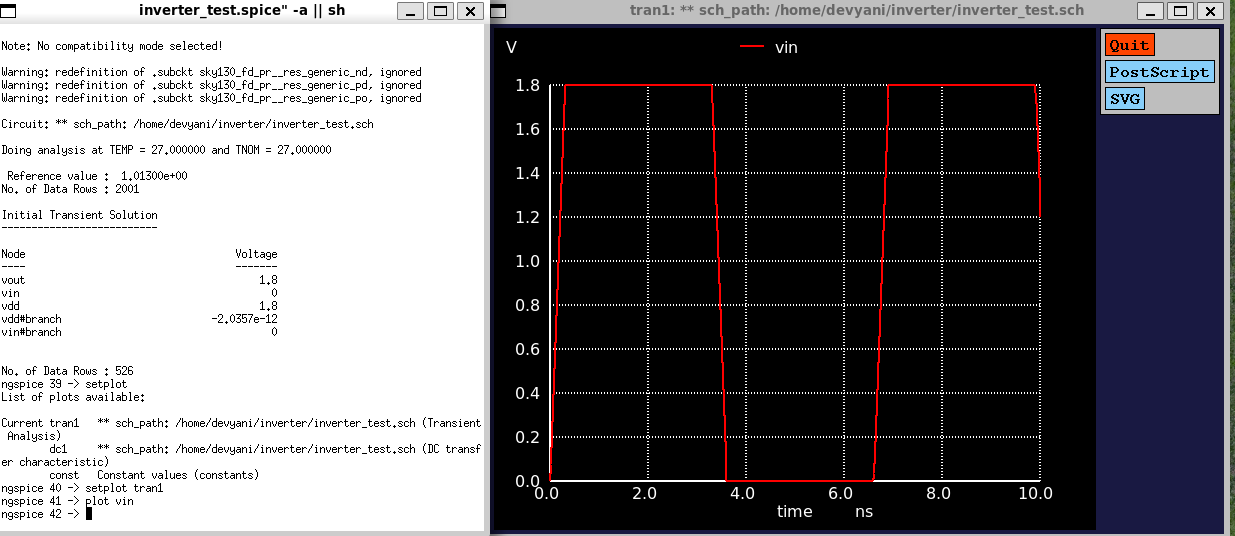 inverter_test.spice" -a || sh
Note: No compatibility mode selected!
Warning: redefinition of .subckt sky130_fd_pr__res_generic_nd, ignored
Warning: redefinition of .subckt sky130_fd_pr__res_generic_pd, ignored
Warning: redefinition of .subckt sky130_fd_pr__res_generic_po, ignored
Circuit: ** sch_path: /home/devyani/inverter/inverter_test.sch
Doing analysis at TEMP = 27.000000 and TNOM = 27.000000
Reference value :  1.01300e+00
No. of Data Rows : 2001
Initial Transient Solution
--------------------------
Node Voltage
---- -------
vout 1.8
vin 0
vdd 1.8
vdd#branch -2.0357e-12
vin#branch 0
No. of Data Rows : 526
ngspice 39 -> setplot
List of plots available:
Current tran1 ** sch_path: /home/devyani/inverter/inverter_test.sch (Transient
Analysis)
dc1 ** sch_path: /home/devyani/inverter/inverter_test.sch (DC transf
er characteristic)
const Constant values (constants)
ngspice 40 -> setplot tran1
ngspice 41 -> plot vin
ngspice 42 ->
tran1: ** sch_path: /home/devyani/inverter/inverter_test.sch
V
vin
1.8
1.6
1.4
1.2
1.0
0.8
0.6
0.4
0.2
0.0
0.0 2.0 4.0 6.0 8.0 10.0
time ns
Quit
PostScript
SVG